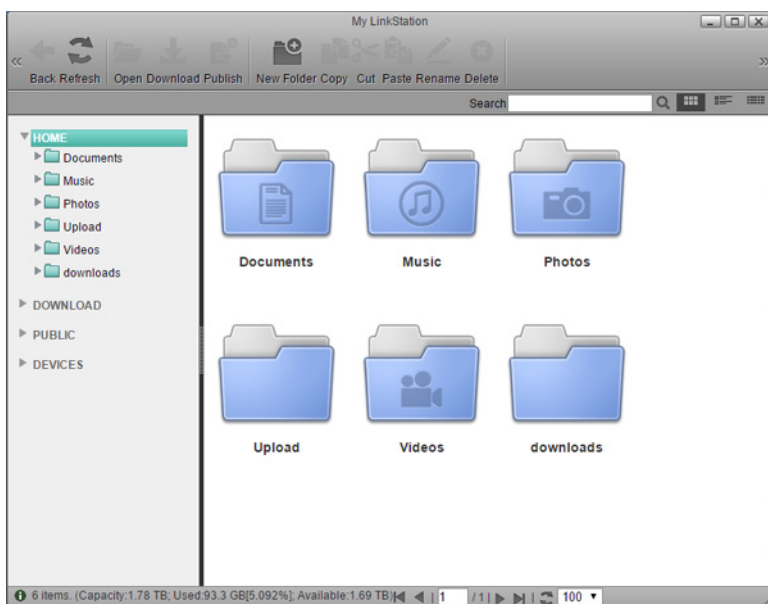 My LinkStation
Back Refresh Open Download Publish New Folder Copy Cut Paste Rename Delete
Search
HOME
Documents
Music
Photos
Upload
Videos
downloads
DOWNLOAD
PUBLIC
DEVICES
Documents Music Photos
Upload Videos downloads
6 items. (Capacity:1.78 TB; Used:93.3 GB[5.092%]; Available:1.69 TB) 1 / 1 100